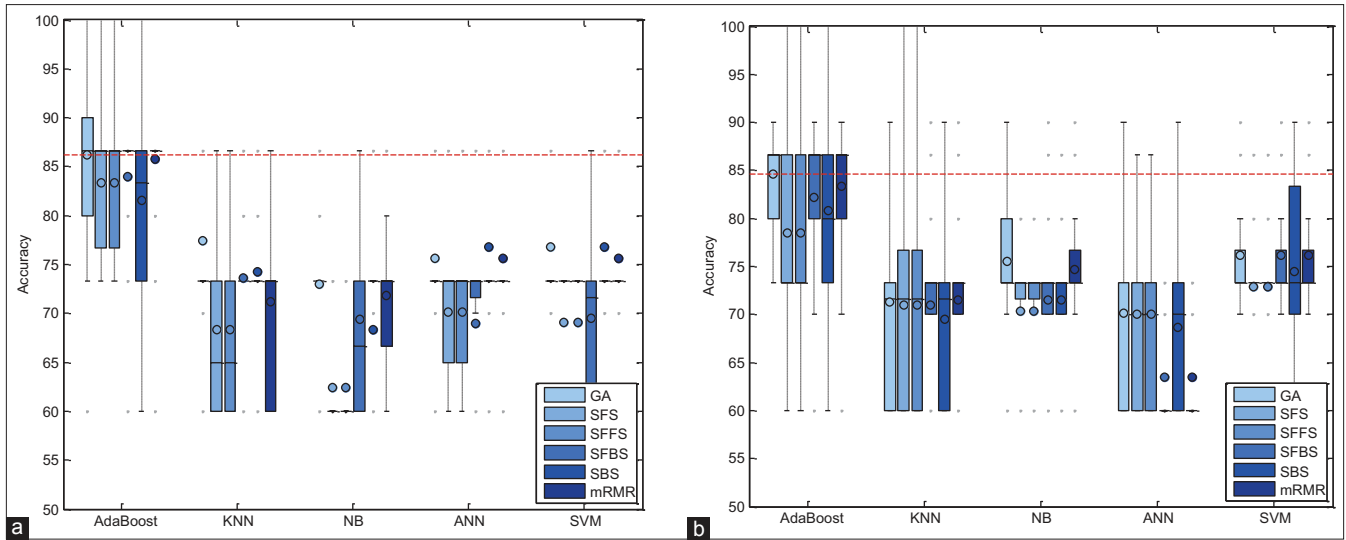 100
95
90
85
80
75
70
65
60
55
50
Accuracy
AdaBoost KNN NB ANN SVM
GA
SFS
SFFS
SFBS
SBS
mRMR
a
100
95
90
85
80
75
70
65
60
55
50
Accuracy
AdaBoost KNN NB ANN SVM
GA
SFS
SFFS
SFBS
SBS
mRMR
b